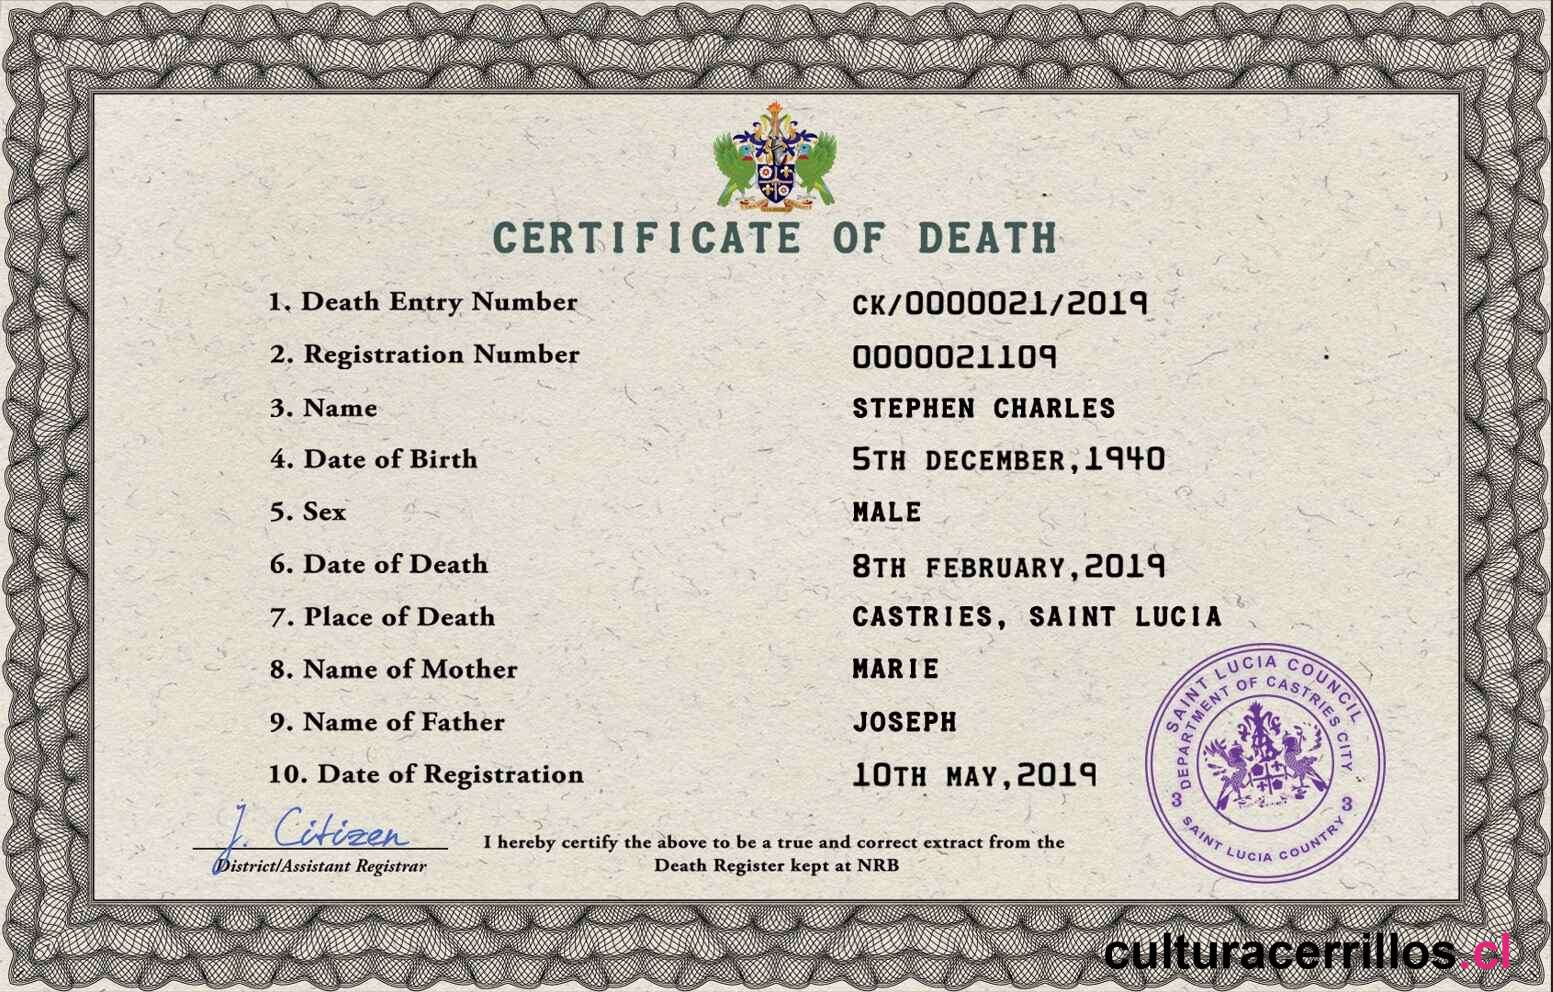 CERTIFICATE OF DEATH
1. Death Entry Number CK/0000021/2019
2. Registration Number 0000021109
3. Name STEPHEN CHARLES
4. Date of Birth 5TH DECEMBER,1940
5. Sex MALE
6. Date of Death 8TH FEBRUARY,2019
7. Place of Death CASTRIES, SAINT LUCIA
8. Name of Mother MARIE
9. Name of Father JOSEPH
10. Date of Registration 10TH MAY,2019
SAINT LUCIA COUNCIL
DEPARTMENT OF CASTRIES CITY
3 3
SAINT LUCIA COUNTRY
J. Citizen
District/Assistant Registrar
I hereby certify the above to be a true and correct extract from the
Death Register kept at NRB
culturacerrillos.cl